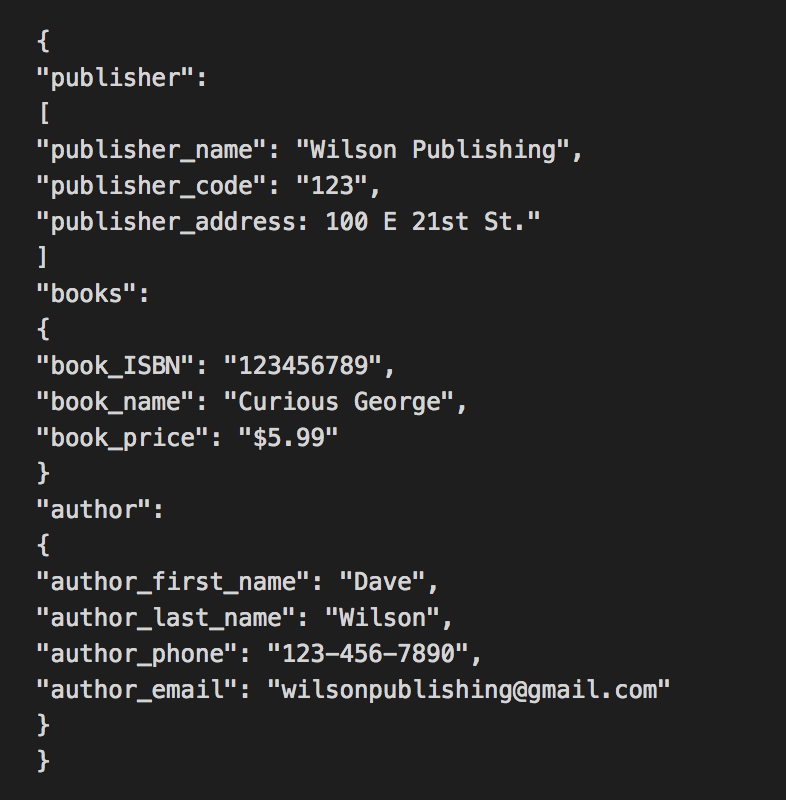 {
"publisher":
[
"publisher_name": "Wilson Publishing",
"publisher_code": "123",
"publisher_address: 100 E 21st St."
]
"books":
{
"book_ISBN": "123456789",
"book_name": "Curious George",
"book_price": "$5.99"
}
"author":
{
"author_first_name": "Dave",
"author_last_name": "Wilson",
"author_phone": "123-456-7890",
"author_email": "wilsonpublishing@gmail.com"
}
}